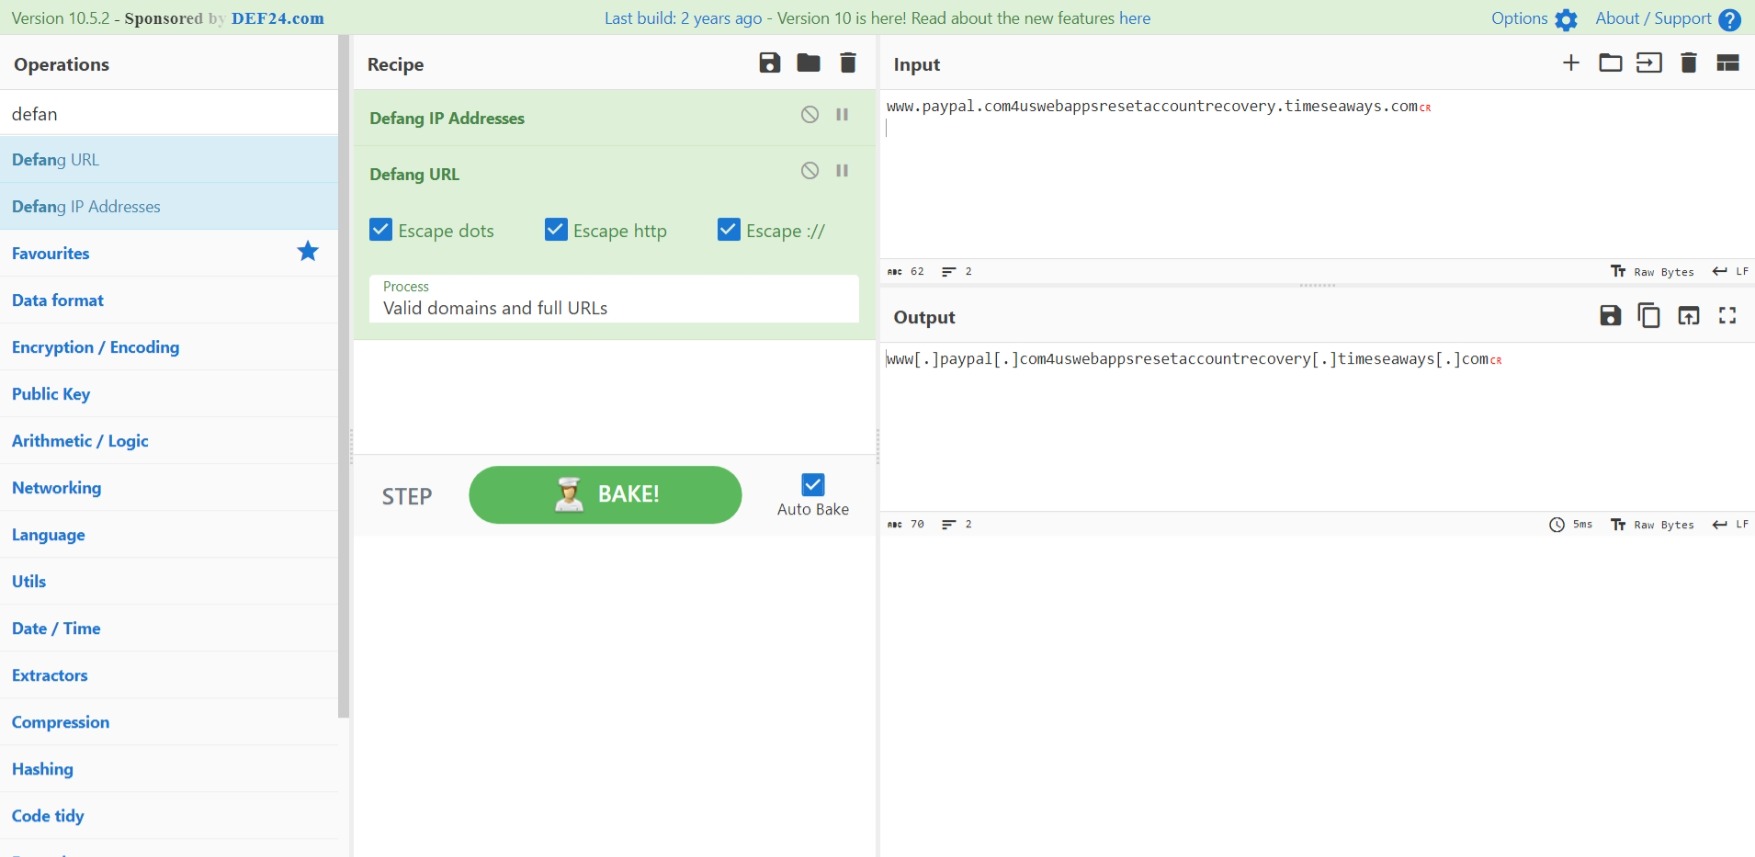 Version 10.5.2 - Sponsored by DEF24.com
Last build: 2 years ago - Version 10 is here! Read about the new features here
Options
About / Support ?
Operations
defan
Defang URL
Defang IP Addresses
Favourites
Data format
Encryption / Encoding
Public Key
Arithmetic / Logic
Networking
Language
Utils
Date / Time
Extractors
Compression
Hashing
Code tidy
Recipe
Defang IP Addresses
Defang URL
Escape dots
Escape http
Escape ://
Process
Valid domains and full URLs
STEP
BAKE!
Auto Bake
Input
www.paypal.com4uswebappsresetaccountrecovery.timeseaways.comCR
ABC 62
2
Tт Raw Bytes
LF
Output
www[.]paypal[.]com4uswebappsresetaccountrecovery[.]timeseaways[.]comCR
ABC 70
2
5ms
Tт Raw Bytes
LF